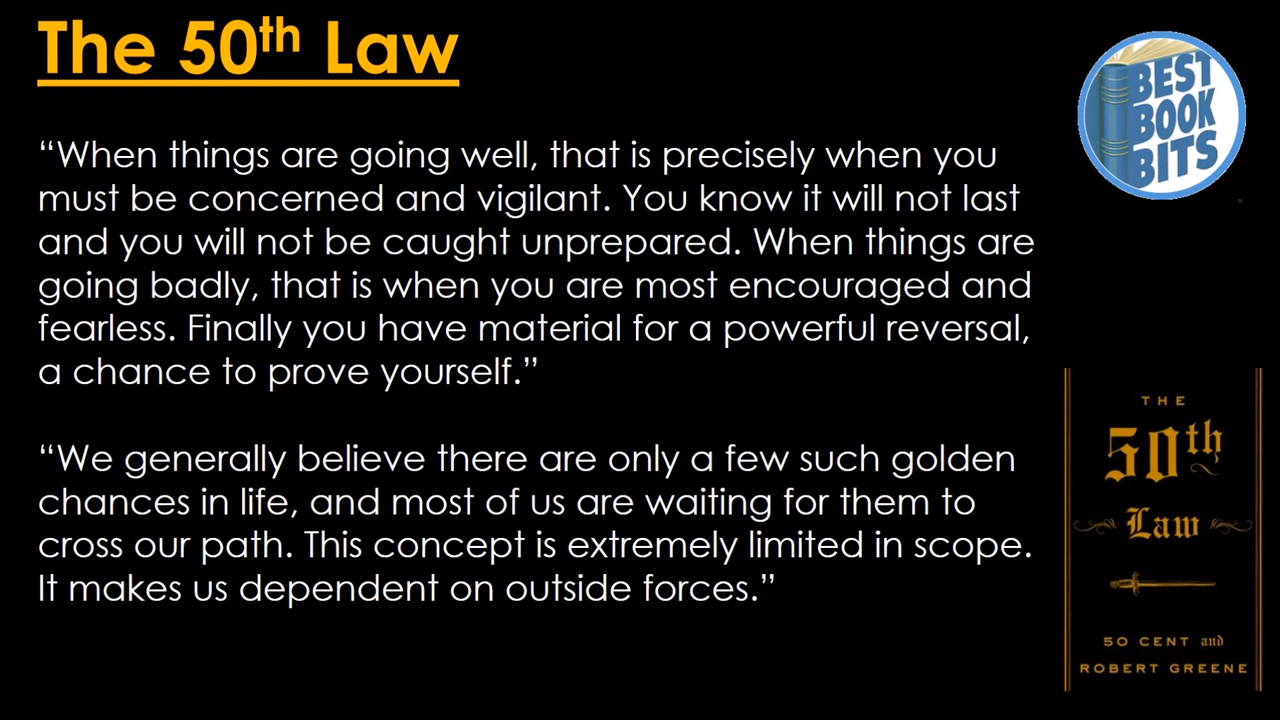 The 50th Law
BEST
BOOK
BITS
“When things are going well, that is precisely when you
must be concerned and vigilant. You know it will not last
and you will not be caught unprepared. When things are
going badly, that is when you are most encouraged and
fearless. Finally you have material for a powerful reversal,
a chance to prove yourself.”
“We generally believe there are only a few such golden
chances in life, and most of us are waiting for them to
cross our path. This concept is extremely limited in scope.
It makes us dependent on outside forces.”
THE
50th
Law
50 CENT and
ROBERT GREENE